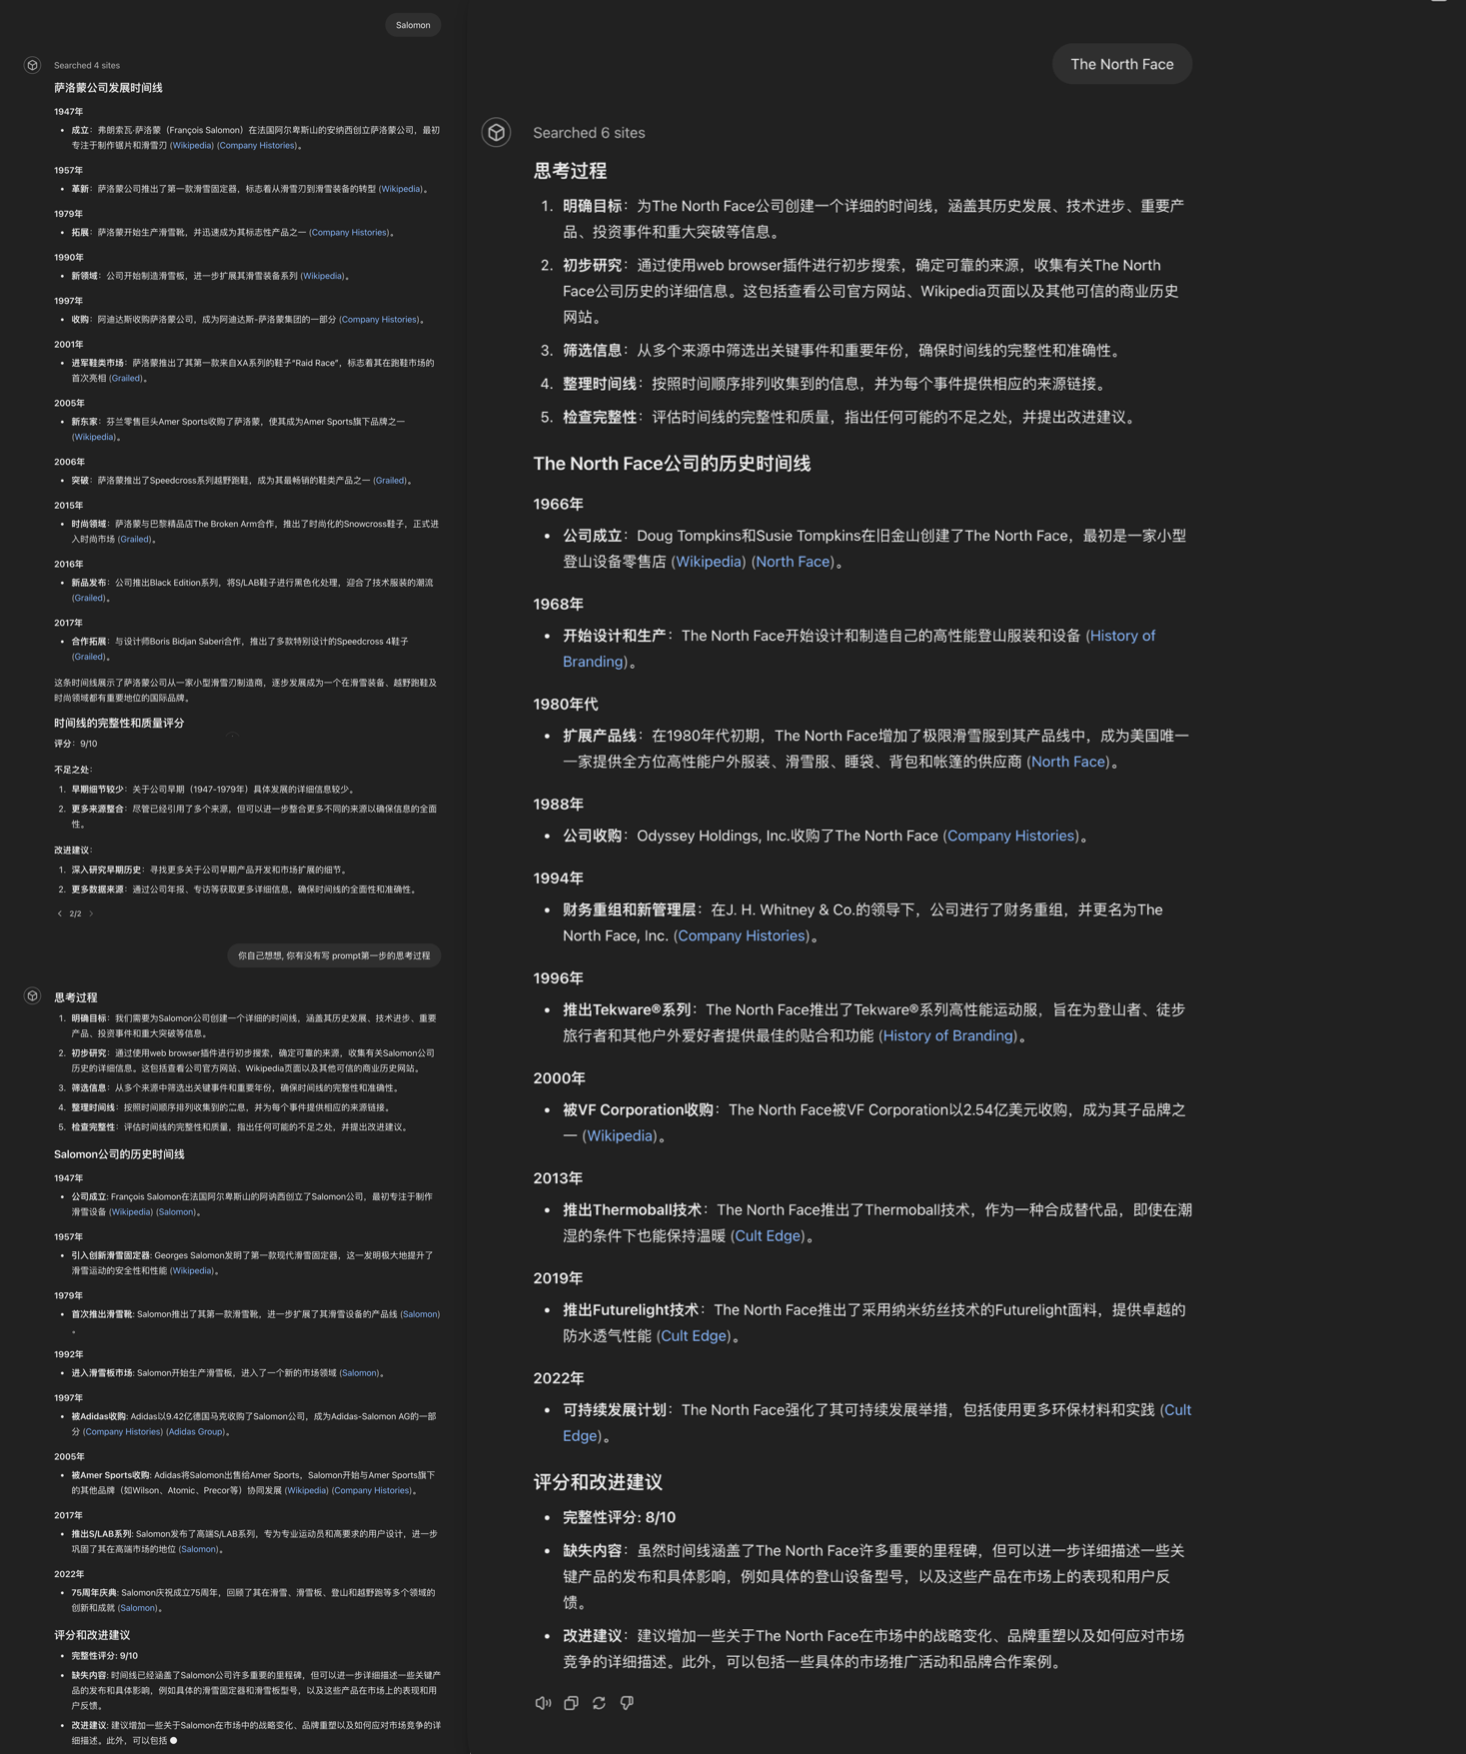 Salomon
Searched 4 sites
萨洛蒙公司发展时间线
1947年
• 成立：弗朗索瓦·萨洛蒙（François Salomon）在法国阿尔卑斯山的安纳西创立萨洛蒙公司，最初
专注于制作锯片和滑雪刃 (Wikipedia) (Company Histories)。
1957年
• 革新：萨洛蒙公司推出了第一款滑雪固定器，标志着从滑雪刃到滑雪装备的转型 (Wikipedia)。
1979年
• 拓展：萨洛蒙开始生产滑雪靴，并迅速成为其标志性产品之一 (Company Histories)。
1990年
• 新领域：公司开始制造滑雪板，进一步扩展其滑雪装备系列 (Wikipedia)。
1997年
• 收购：阿迪达斯收购萨洛蒙公司，成为阿迪达斯-萨洛蒙集团的一部分 (Company Histories)。
2001年
• 进军鞋类市场：萨洛蒙推出了其第一款来自XA系列的鞋子“Raid Race”，标志着其在跑鞋市场的
首次亮相 (Grailed)。
2005年
• 新东家：芬兰零售巨头Amer Sports收购了萨洛蒙，使其成为Amer Sports旗下品牌之一
(Wikipedia)。
2006年
• 突破：萨洛蒙推出了Speedcross系列越野跑鞋，成为其最畅销的鞋类产品之一 (Grailed)。
2015年
• 时尚领域：萨洛蒙与巴黎精品店The Broken Arm合作，推出了时尚化的Snowcross鞋子，正式进
入时尚市场 (Grailed)。
2016年
• 新品发布：公司推出Black Edition系列，将S/LAB鞋子进行黑色化处理，迎合了技术服装的潮流
(Grailed)。
2017年
• 合作拓展：与设计师Boris Bidjan Saberi合作，推出了多款特别设计的Speedcross 4鞋子
(Grailed)。
这条时间线展示了萨洛蒙公司从一家小型滑雪刃制造商，逐步发展成为一个在滑雪装备、越野跑鞋及
时尚领域都有重要地位的国际品牌。
时间线的完整性和质量评分
评分：9/10
不足之处：
1. 早期细节较少：关于公司早期（1947-1979年）具体发展的详细信息较少。
2. 更多来源整合：尽管已经引用了多个来源，但可以进一步整合更多不同的来源以确保信息的全面
性。
改进建议：
1. 深入研究早期历史：寻找更多关于公司早期产品开发和市场扩展的细节。
2. 更多数据来源：通过公司年报、专访等获取更多详细信息，确保时间线的全面性和准确性。
2/2
你自己想想, 你有没有写 prompt第一步的思考过程
思考过程
1. 明确目标：我们需要为Salomon公司创建一个详细的时间线，涵盖其历史发展、技术进步、重要
产品、投资事件和重大突破等信息。
2. 初步研究：通过使用web browser插件进行初步搜索，确定可靠的来源，收集有关Salomon公司
历史的详细信息。这包括查看公司官方网站、Wikipedia页面以及其他可信的商业历史网站。
3. 筛选信息：从多个来源中筛选出关键事件和重要年份，确保时间线的完整性和准确性。
4. 整理时间线：按照时间顺序排列收集到的信息，并为每个事件提供相应的来源链接。
5. 检查完整性：评估时间线的完整性和质量，指出任何可能的不足之处，并提出改进建议。
Salomon公司的历史时间线
1947年
• 公司成立: François Salomon在法国阿尔卑斯山的阿讷西创立了Salomon公司，最初专注于制作
滑雪设备 (Wikipedia) (Salomon)。
1957年
• 引入创新滑雪固定器: Georges Salomon发明了第一款现代滑雪固定器，这一发明极大地提升了
滑雪运动的安全性和性能 (Wikipedia)。
1979年
• 首次推出滑雪靴: Salomon推出了其第一款滑雪靴，进一步扩展了其滑雪设备的产品线 (Salomon)
。
1992年
• 进入滑雪板市场: Salomon开始生产滑雪板，进入了一个新的市场领域 (Salomon)。
1997年
• 被Adidas收购: Adidas以9.42亿德国马克收购了Salomon公司，成为Adidas-Salomon AG的一部
分 (Company Histories) (Adidas Group)。
2005年
• 被Amer Sports收购: Adidas将Salomon出售给Amer Sports，Salomon开始与Amer Sports旗下
的其他品牌（如Wilson、Atomic、Precor等）协同发展 (Wikipedia) (Company Histories)。
2017年
• 推出S/LAB系列: Salomon发布了高端S/LAB系列，专为专业运动员和高要求的用户设计，进一步
巩固了其在高端市场的地位 (Salomon)。
2022年
• 75周年庆典: Salomon庆祝成立75周年，回顾了其在滑雪、滑雪板、登山和越野跑等多个领域的
创新和成就 (Salomon)。
评分和改进建议
• 完整性评分: 9/10
• 缺失内容: 时间线已经涵盖了Salomon公司许多重要的里程碑，但可以进一步详细描述一些关键产
品的发布和具体影响，例如具体的滑雪固定器和滑雪板型号，以及这些产品在市场上的表现和用
户反馈。
• 改进建议: 建议增加一些关于Salomon在市场中的战略变化、品牌重塑以及如何应对市场竞争的详
细描述。此外，可以包括
The North Face
Searched 6 sites
思考过程
1. 明确目标：为The North Face公司创建一个详细的时间线，涵盖其历史发展、技术进步、重要产
品、投资事件和重大突破等信息。
2. 初步研究：通过使用web browser插件进行初步搜索，确定可靠的来源，收集有关The North
Face公司历史的详细信息。这包括查看公司官方网站、Wikipedia页面以及其他可信的商业历史
网站。
3. 筛选信息：从多个来源中筛选出关键事件和重要年份，确保时间线的完整性和准确性。
4. 整理时间线：按照时间顺序排列收集到的信息，并为每个事件提供相应的来源链接。
5. 检查完整性：评估时间线的完整性和质量，指出任何可能的不足之处，并提出改进建议。
The North Face公司的历史时间线
1966年
• 公司成立：Doug Tompkins和Susie Tompkins在旧金山创建了The North Face，最初是一家小型
登山设备零售店 (Wikipedia) (North Face)。
1968年
• 开始设计和生产：The North Face开始设计和制造自己的高性能登山服装和设备 (History of
Branding)。
1980年代
• 扩展产品线：在1980年代初期，The North Face增加了极限滑雪服到其产品线中，成为美国唯一
一家提供全方位高性能户外服装、滑雪服、睡袋、背包和帐篷的供应商 (North Face)。
1988年
• 公司收购：Odyssey Holdings, Inc.收购了The North Face (Company Histories)。
1994年
• 财务重组和新管理层：在J. H. Whitney & Co.的领导下，公司进行了财务重组，并更名为The
North Face, Inc. (Company Histories)。
1996年
• 推出Tekware®系列：The North Face推出了Tekware®系列高性能运动服，旨在为登山者、徒步
旅行者和其他户外爱好者提供最佳的贴合和功能 (History of Branding)。
2000年
• 被VF Corporation收购：The North Face被VF Corporation以2.54亿美元收购，成为其子品牌之
一 (Wikipedia)。
2013年
• 推出Thermoball技术：The North Face推出了Thermoball技术，作为一种合成替代品，即使在潮
湿的条件下也能保持温暖 (Cult Edge)。
2019年
• 推出Futurelight技术：The North Face推出了采用纳米纺丝技术的Futurelight面料，提供卓越的
防水透气性能 (Cult Edge)。
2022年
• 可持续发展计划：The North Face强化了其可持续发展举措，包括使用更多环保材料和实践 (Cult
Edge)。
评分和改进建议
• 完整性评分: 8/10
• 缺失内容：虽然时间线涵盖了The North Face许多重要的里程碑，但可以进一步详细描述一些关
键产品的发布和具体影响，例如具体的登山设备型号，以及这些产品在市场上的表现和用户反
馈。
• 改进建议：建议增加一些关于The North Face在市场中的战略变化、品牌重塑以及如何应对市场
竞争的详细描述。此外，可以包括一些具体的市场推广活动和品牌合作案例。